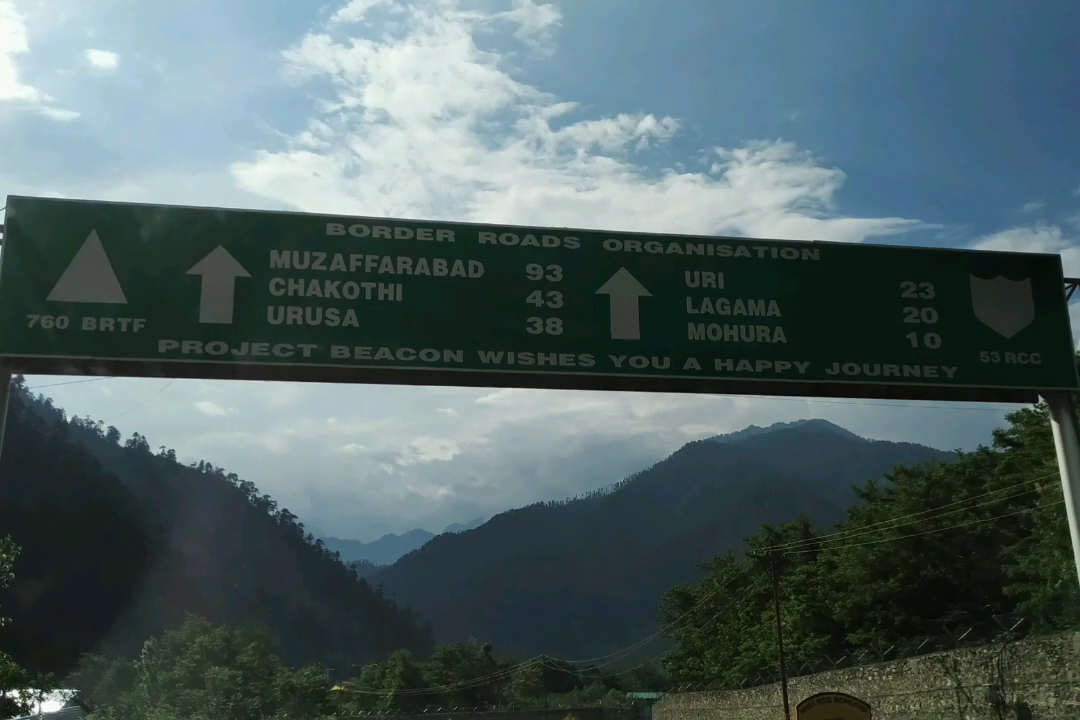 BORDER ROADS ORGANISATION
760 BRTF
MUZAFFARABAD 93
CHAKOTHI 43
URUSA 38
URI 23
LAGAMA 20
MOHURA 10
53 RCC
PROJECT BEACON WISHES YOU A HAPPY JOURNEY